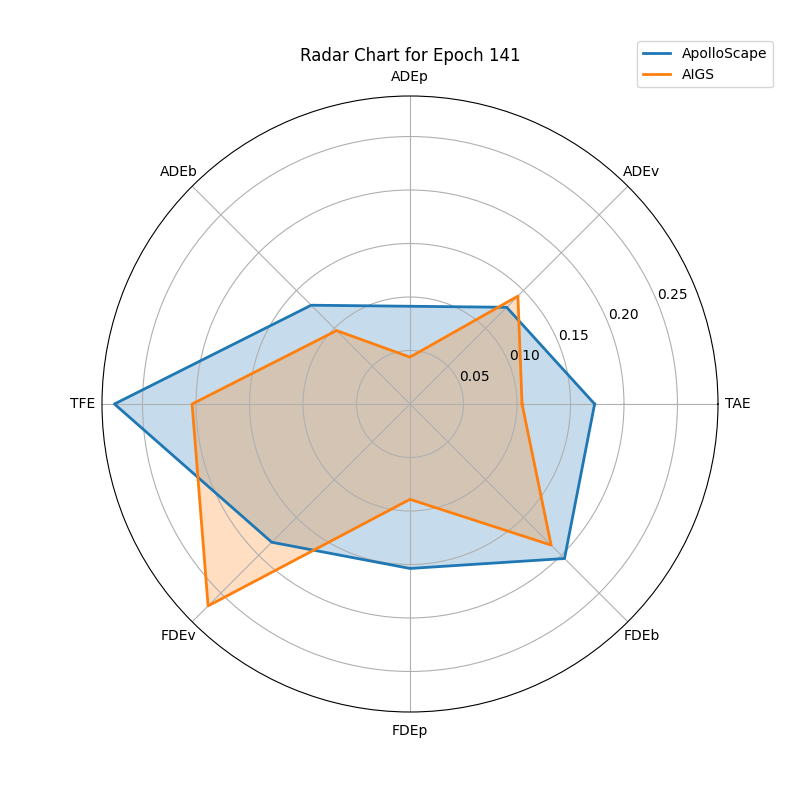 Radar Chart for Epoch 141
ApolloScape
AIGS
ADEp
ADEb
ADEv
0.25
0.20
0.15
0.10
0.05
TFE
TAE
FDEv
FDEb
FDEp